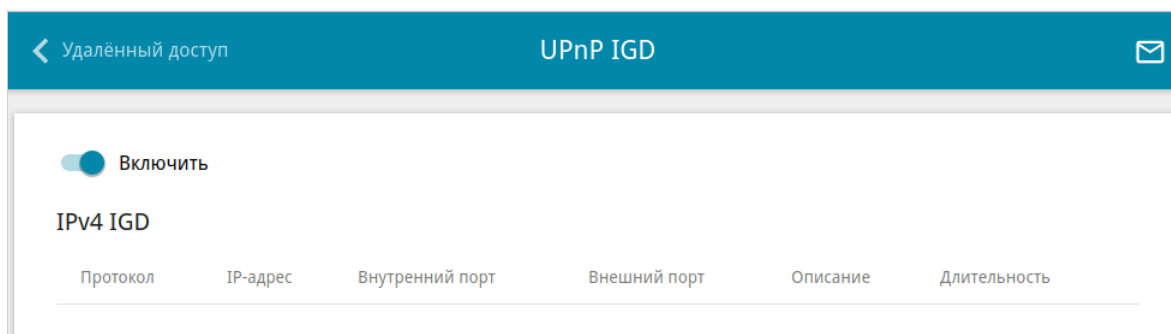 Удалённый доступ UPnP IGD
Включить
IPv4 IGD
Протокол IP-адрес Внутренний порт Внешний порт Описание Длительность